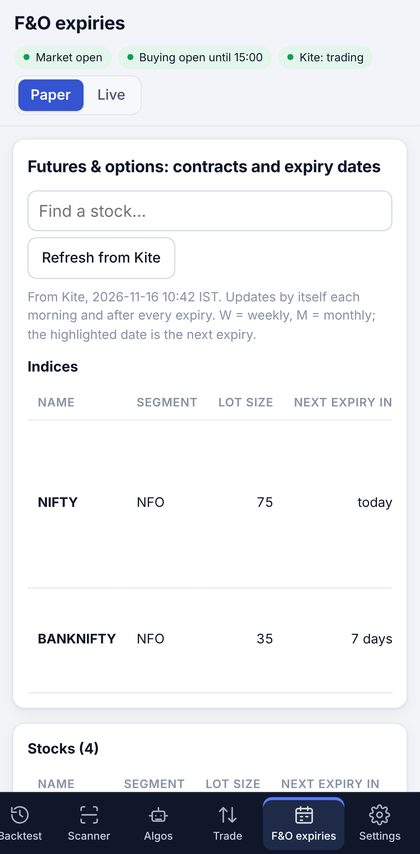 F&O expiries
Market open Buying open until 15:00 Kite: trading
Paper Live
Futures & options: contracts and expiry dates
Find a stock...
Refresh from Kite
From Kite, 2026-11-16 10:42 IST. Updates by itself each
morning and after every expiry. W = weekly, M = monthly;
the highlighted date is the next expiry.
Indices
NAME SEGMENT LOT SIZE NEXT EXPIRY IN
NIFTY NFO 75 today
BANKNIFTY NFO 35 7 days
Stocks (4)
NAME SEGMENT LOT SIZE NEXT EXPIRY IN
Backtest Scanner Algos Trade F&O expiries Settings